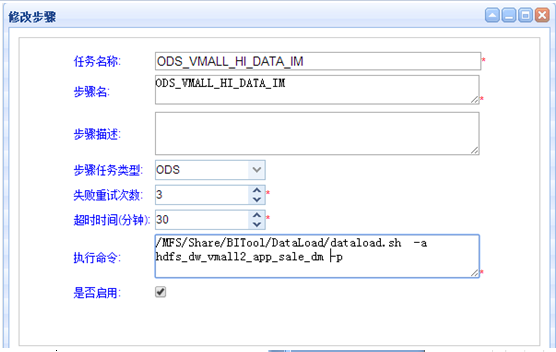 修改步骤
任务名称: ODS_VMALL_HI_DATA_IM *
步骤名: ODS_VMALL_HI_DATA_IM *
步骤描述:
步骤任务类型: ODS
失败重试次数: 3 *
超时时间(分钟): 30 *
执行命令: /MFS/Share/BITool/DataLoad/dataload.sh -a
hdfs_dw_vmall2_app_sale_dm -p *
是否启用: